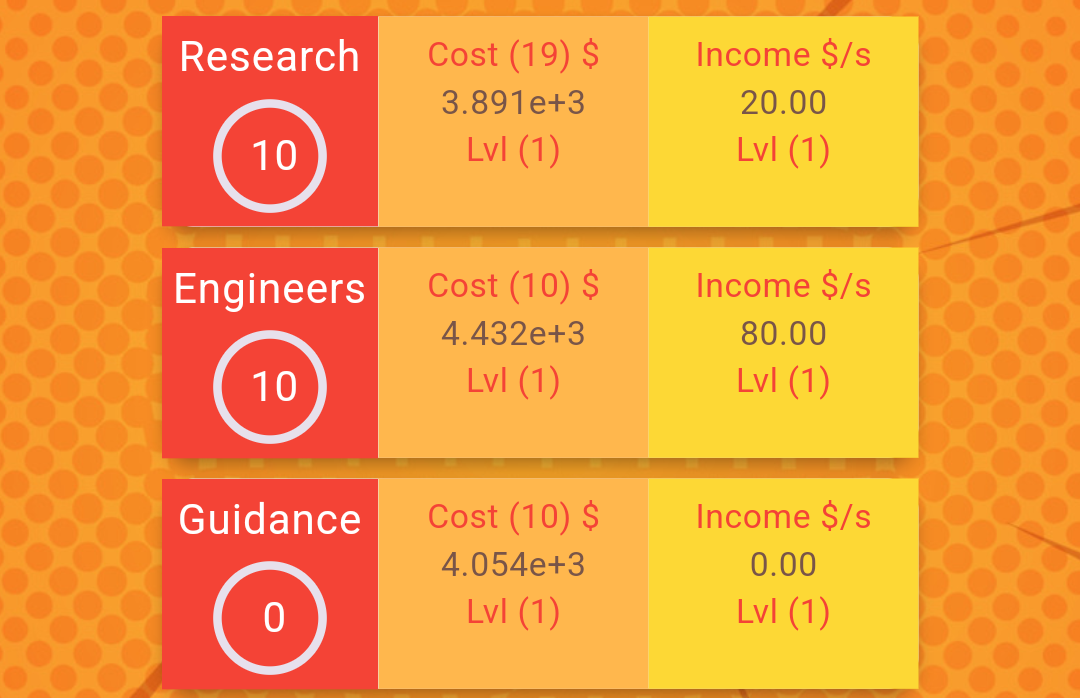 Research
10
Cost (19) $
3.891e+3
Lvl (1)
Income $/s
20.00
Lvl (1)
Engineers
10
Cost (10) $
4.432e+3
Lvl (1)
Income $/s
80.00
Lvl (1)
Guidance
0
Cost (10) $
4.054e+3
Lvl (1)
Income $/s
0.00
Lvl (1)